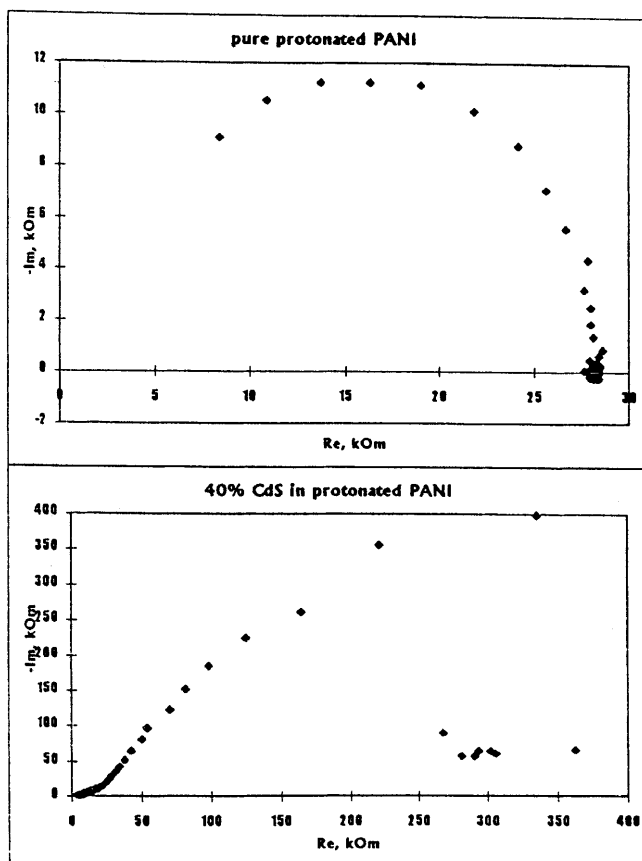 pure protonated PANI
12
10
8
6
4
2
0
-2
-Im, kOm
0 5 10 15 20 25 30
Re, kOm
40% CdS in protonated PANI
400
350
300
250
200
150
100
50
0
-Im, kOm
0 50 100 150 200 250 300 350 400
Re, kOm